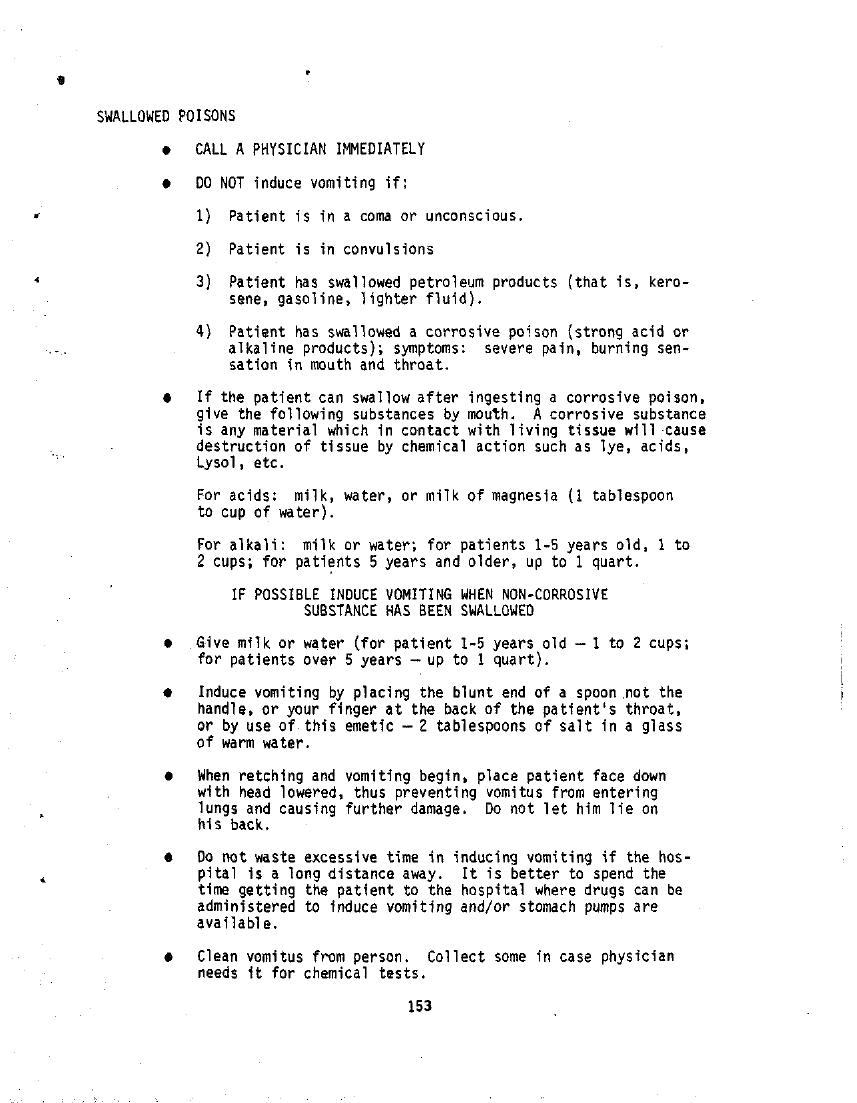 SWALLOWED POISONS
● CALL A PHYSICIAN IMMEDIATELY
● DO NOT induce vomiting if:
1) Patient is in a coma or unconscious.
2) Patient is in convulsions
3) Patient has swallowed petroleum products (that is, kero-
sene, gasoline, lighter fluid).
4) Patient has swallowed a corrosive poison (strong acid or
alkaline products); symptoms: severe pain, burning sen-
sation in mouth and throat.
● If the patient can swallow after ingesting a corrosive poison,
give the following substances by mouth. A corrosive substance
is any material which in contact with living tissue will cause
destruction of tissue by chemical action such as lye, acids,
Lysol, etc.
For acids: milk, water, or milk of magnesia (1 tablespoon
to cup of water).
For alkali: milk or water; for patients 1-5 years old, 1 to
2 cups; for patients 5 years and older, up to 1 quart.
IF POSSIBLE INDUCE VOMITING WHEN NON-CORROSIVE
SUBSTANCE HAS BEEN SWALLOWED
● Give milk or water (for patient 1-5 years old — 1 to 2 cups;
for patients over 5 years — up to 1 quart).
● Induce vomiting by placing the blunt end of a spoon not the
handle, or your finger at the back of the patient's throat,
or by use of this emetic — 2 tablespoons of salt in a glass
of warm water.
● When retching and vomiting begin, place patient face down
with head lowered, thus preventing vomitus from entering
lungs and causing further damage. Do not let him lie on
his back.
● Do not waste excessive time in inducing vomiting if the hos-
pital is a long distance away. It is better to spend the
time getting the patient to the hospital where drugs can be
administered to induce vomiting and/or stomach pumps are
available.
● Clean vomitus from person. Collect some in case physician
needs it for chemical tests.
153